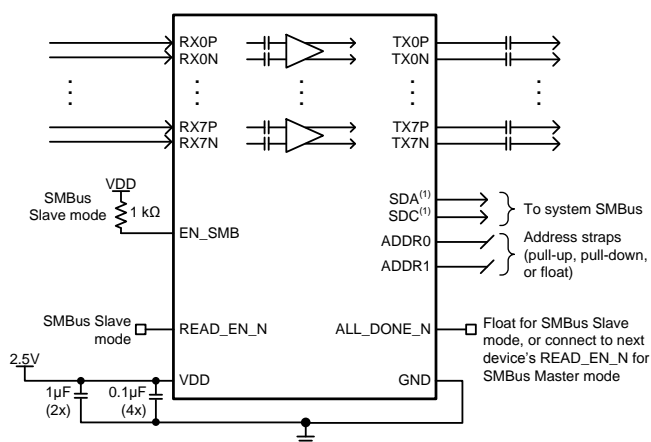 RX0P
RX0N
TX0P
TX0N
RX7P
RX7N
TX7P
TX7N
VDD
SMBus
Slave mode
1 kΩ
EN_SMB
SDA(1)
SDC(1)
To system SMBus
ADDR0
ADDR1
Address straps
(pull-up, pull-down,
or float)
SMBus Slave
mode
READ_EN_N
ALL_DONE_N
Float for SMBus Slave
mode, or connect to next
device's READ_EN_N for
SMBus Master mode
2.5V
VDD
GND
1µF
(2x)
0.1µF
(4x)